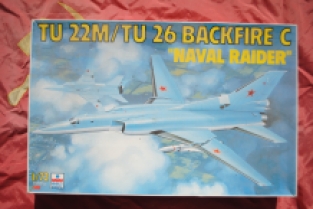 TU 22M/TU 26 BACKFIRE C
"NAVAL RAIDER"